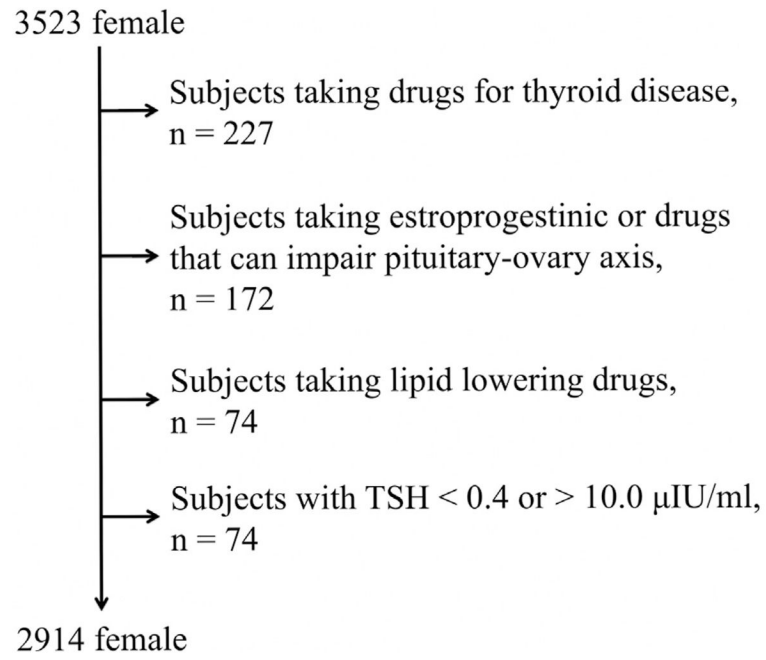 3523 female
Subjects taking drugs for thyroid disease,
n = 227
Subjects taking estroprogestinic or drugs
that can impair pituitary-ovary axis,
n = 172
Subjects taking lipid lowering drugs,
n = 74
Subjects with TSH < 0.4 or > 10.0 μIU/ml,
n = 74
2914 female